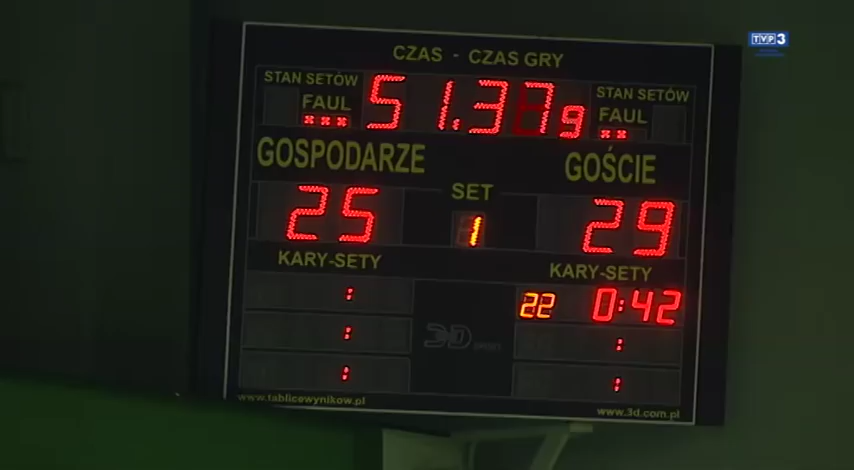 TVP3
CZAS - CZAS GRY
STAN SETÓW 51.37g STAN SETÓW
FAUL FAUL
GOSPODARZE GOŚCIE
SET
25 1 29
KARY-SETY KARY-SETY
: 22 0:42
: :
: :
3D
www.tablicewynikow.pl www.3d.com.pl